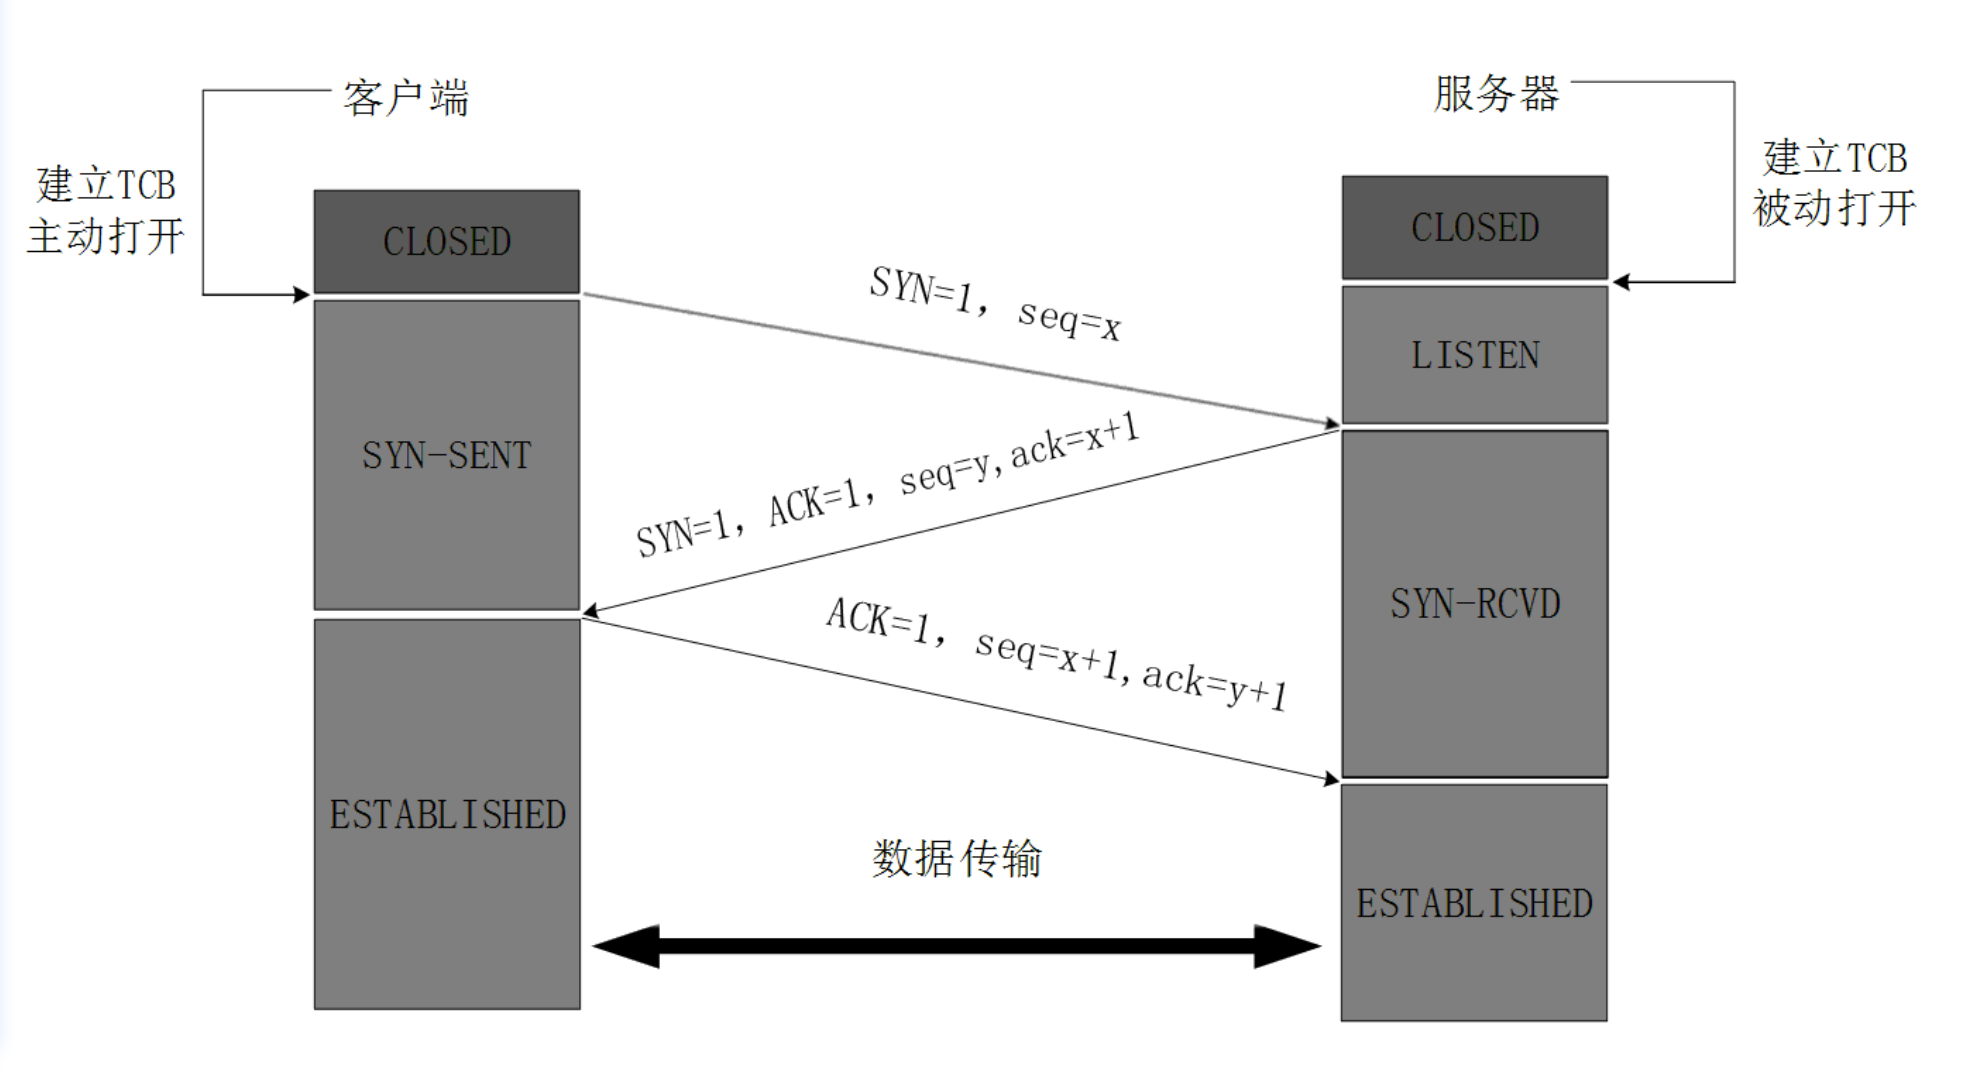 客户端
服务器
建立TCB
主动打开
建立TCB
被动打开
CLOSED
CLOSED
SYN=1, seq=x
LISTEN
SYN-SENT
SYN=1, ACK=1, seq=y,ack=x+1
SYN-RCVD
ACK=1, seq=x+1,ack=y+1
ESTABLISHED
数据传输
ESTABLISHED